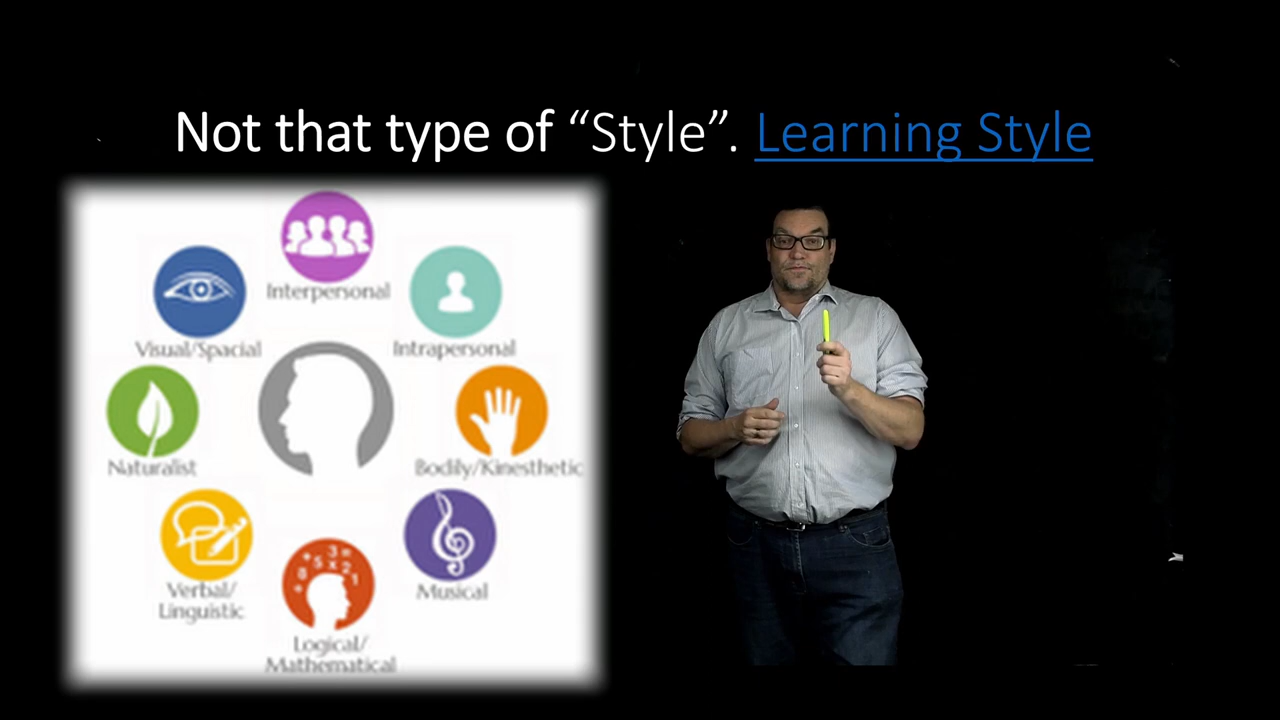 Not that type of “Style”. Learning Style
Interpersonal
Visual/Spacial
Intrapersonal
Naturalist
Bodily/Kinesthetic
Verbal/
Linguistic
Musical
Logical/
Mathematical